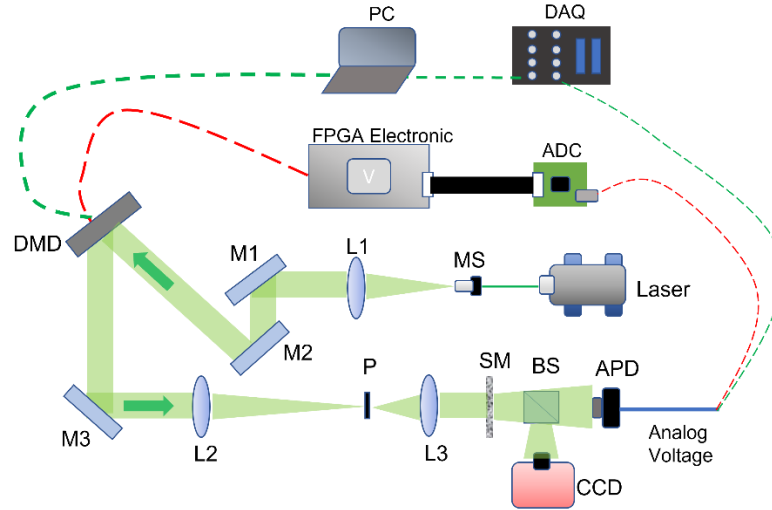 PC
DAQ
FPGA Electronic
ADC
V
DMD
M1
L1
MS
Laser
M2
P
SM
BS
APD
M3
L2
L3
Analog
Voltage
CCD